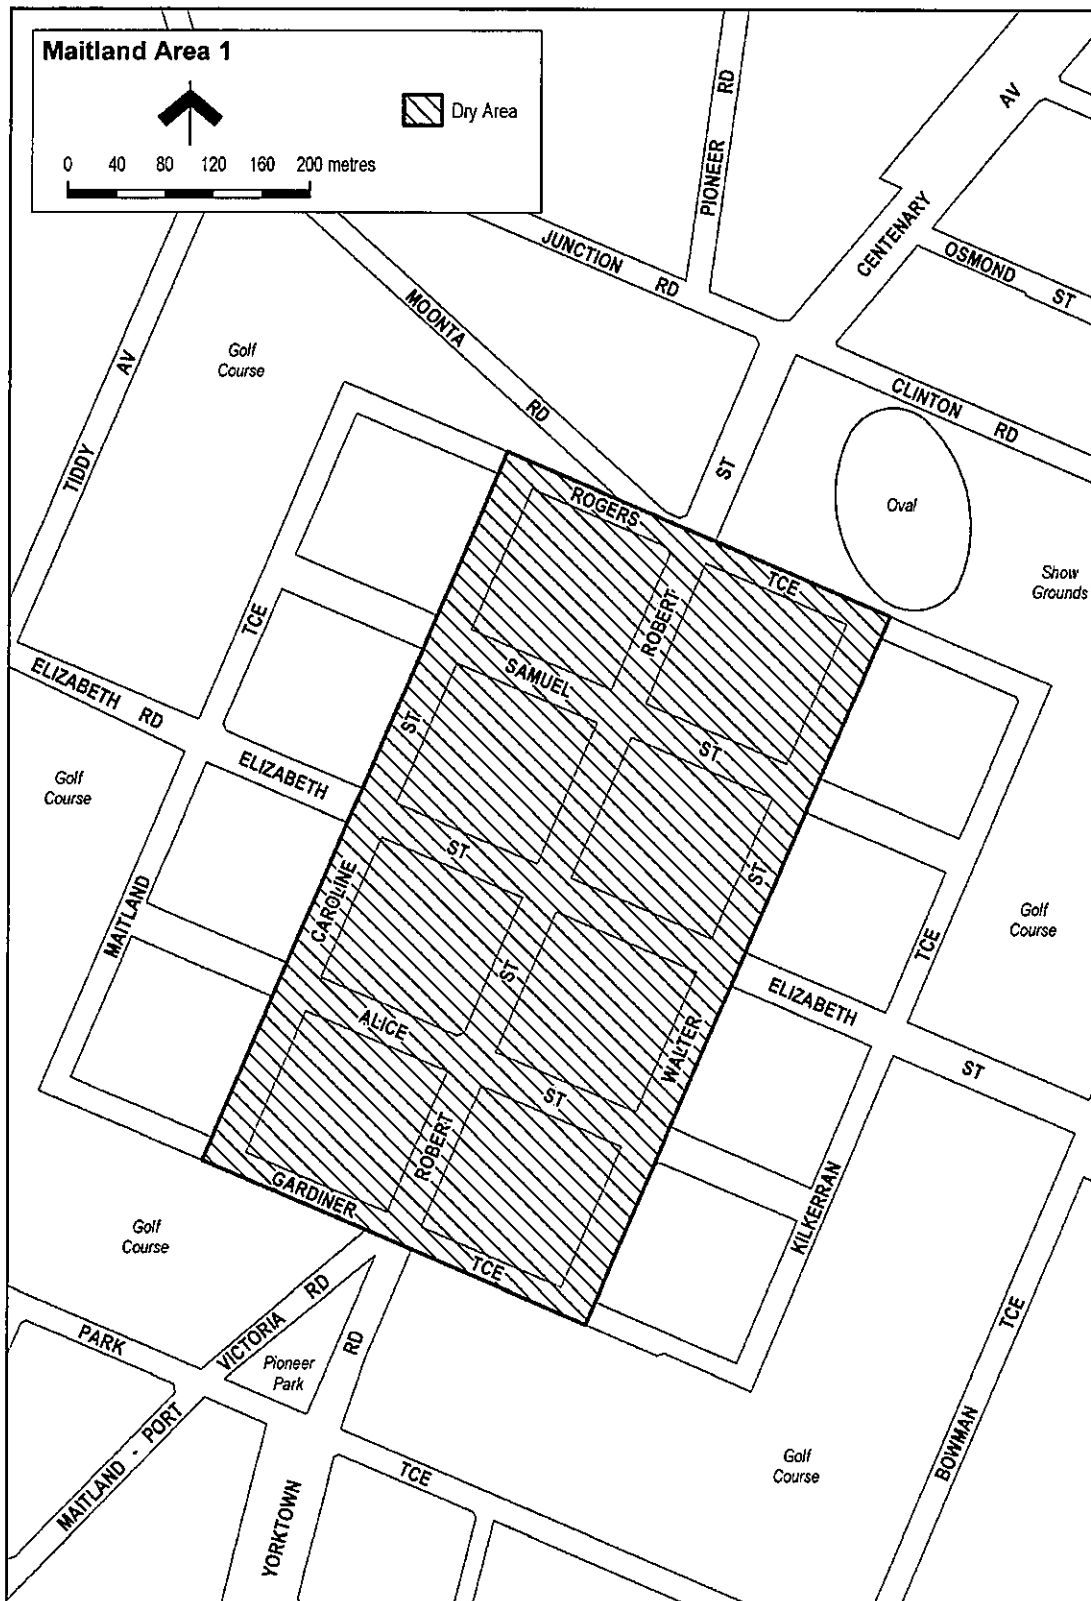 Maitland Area 1
Dry Area
0 40 80 120 160 200 metres
PIONEER RD
AV
CENTENARY
OSMOND ST
JUNCTION RD
MOONTA RD
Golf
Course
TIDDY AV
CLINTON RD
ST
Oval
Show
Grounds
ROGERS TCE
ROBERT
TCE
SAMUEL ST
ELIZABETH RD
ST
ELIZABETH
Golf
Course
ST
ST
CAROLINE
MAITLAND
ST
TCE
Golf
Course
ELIZABETH
ST
ALICE ST
WALTER
ROBERT
KILKERRAN
GARDINER TCE
Golf
Course
VICTORIA RD
RD
PARK
Pioneer
Park
TCE
BOWMAN
MAITLAND - PORT
TCE
Golf
Course
YORKTOWN